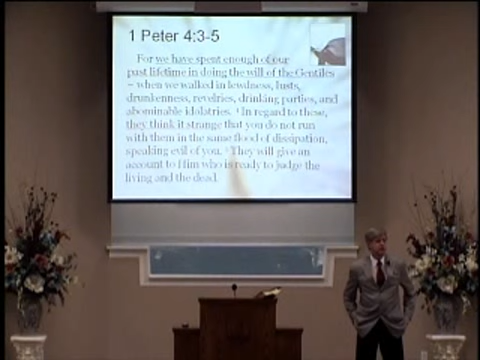 1 Peter 4:3-5
For we have spent enough of our
past lifetime in doing the will of the Gentiles
– when we walked in lewdness, lusts,
drunkenness, revelries, drinking parties, and
abominable idolatries. 4 In regard to these,
they think it strange that you do not run
with them in the same flood of dissipation,
speaking evil of you. 5 They will give an
account to Him who is ready to judge the
living and the dead.